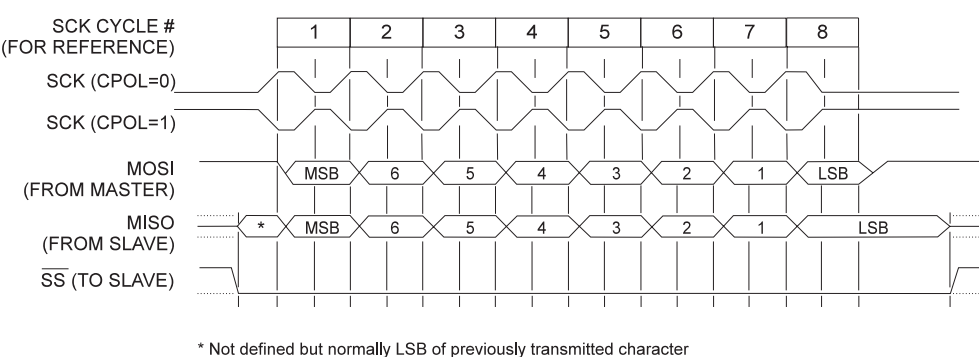 SCK CYCLE #
(FOR REFERENCE)
1 2 3 4 5 6 7 8
SCK (CPOL=0)
SCK (CPOL=1)
MOSI
(FROM MASTER)
MSB 6 5 4 3 2 1 LSB
MISO
(FROM SLAVE)
* MSB 6 5 4 3 2 1 LSB
SS (TO SLAVE)
* Not defined but normally LSB of previously transmitted character